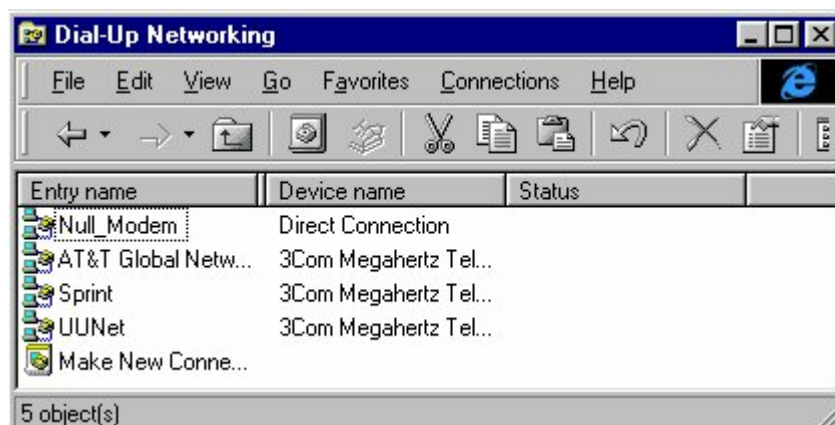 Dial-Up Networking
File Edit View Go Favorites Connections Help
Entry name Device name Status
Null_Modem Direct Connection
AT&T Global Netw... 3Com Megahertz Tel...
Sprint 3Com Megahertz Tel...
UUNet 3Com Megahertz Tel...
Make New Conne...
5 object(s)